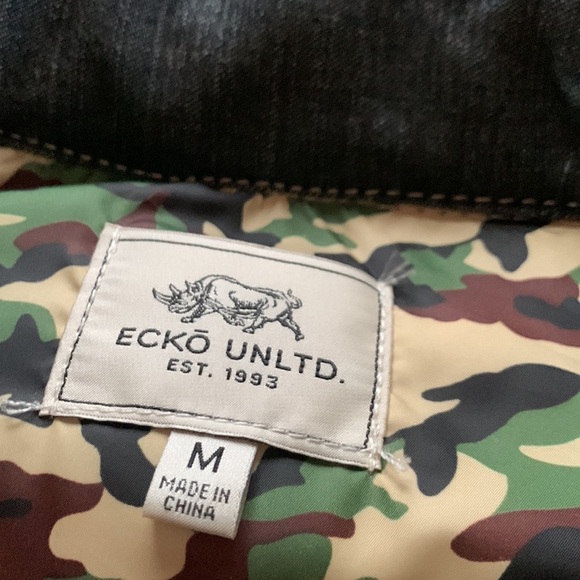 ECKŌ UNLTD.
EST. 1993
M
MADE IN
CHINA